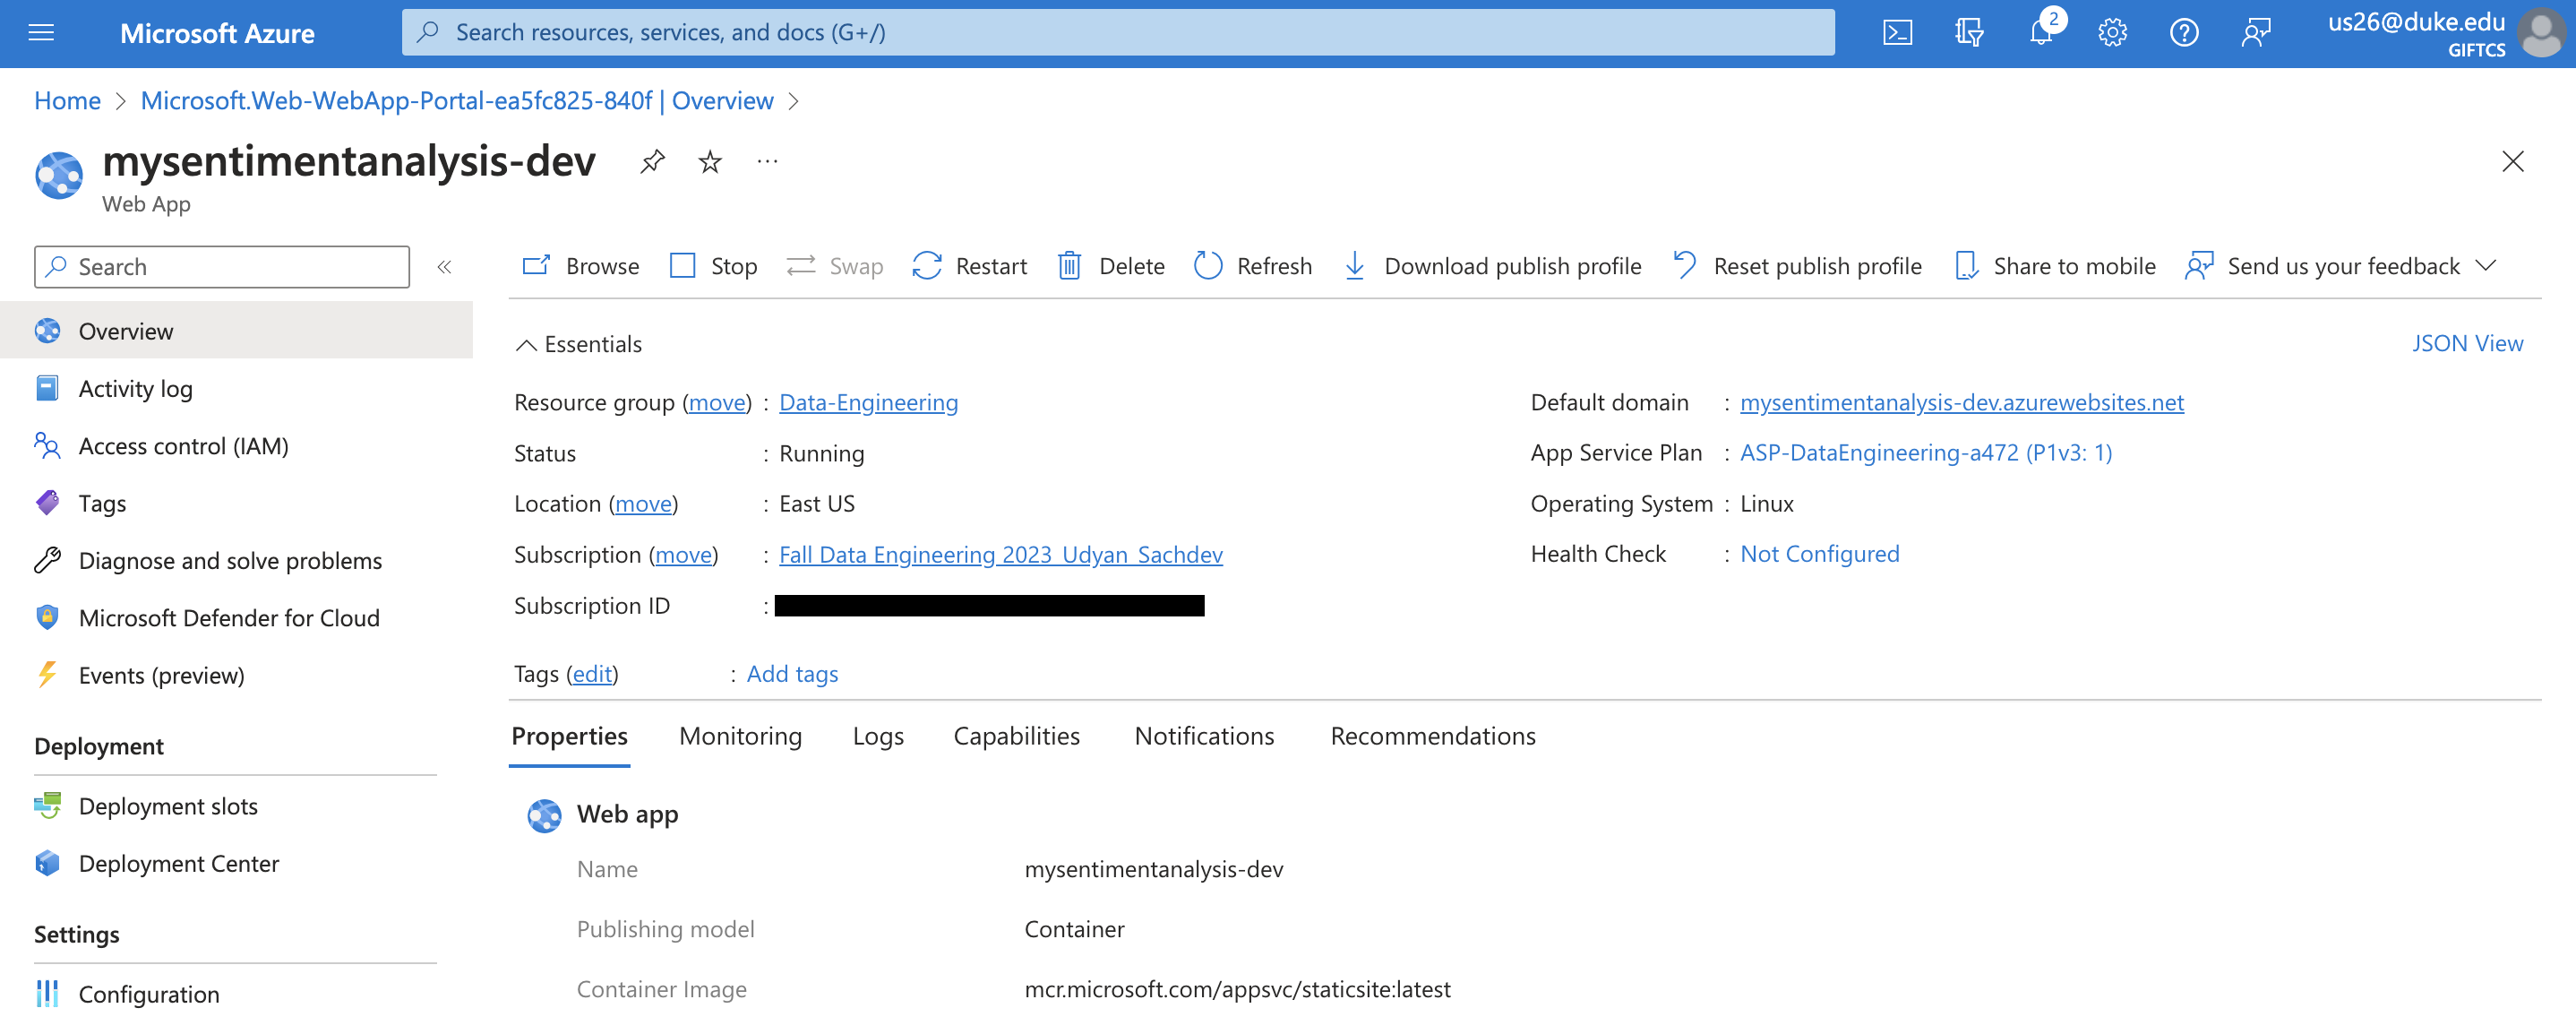 Microsoft Azure
Search resources, services, and docs (G+/)
2
us26@duke.edu
GIFTCS
Home > Microsoft.Web-WebApp-Portal-ea5fc825-840f | Overview >
mysentimentanalysis-dev
...
Web App
Search
«
Browse
Stop
Swap
Restart
Delete
Refresh
Download publish profile
Reset publish profile
Share to mobile
Send us your feedback
Overview
Activity log
Access control (IAM)
Tags
Diagnose and solve problems
Microsoft Defender for Cloud
Events (preview)
Deployment
Deployment slots
Deployment Center
Settings
Configuration
Essentials
JSON View
Resource group (move) : Data-Engineering
Status : Running
Location (move) : East US
Subscription (move) : Fall Data Engineering 2023_Udyan_Sachdev
Subscription ID :
Default domain : mysentimentanalysis-dev.azurewebsites.net
App Service Plan : ASP-DataEngineering-a472 (P1v3: 1)
Operating System : Linux
Health Check : Not Configured
Tags (edit) : Add tags
Properties
Monitoring
Logs
Capabilities
Notifications
Recommendations
Web app
Name mysentimentanalysis-dev
Publishing model Container
Container Image mcr.microsoft.com/appsvc/staticsite:latest